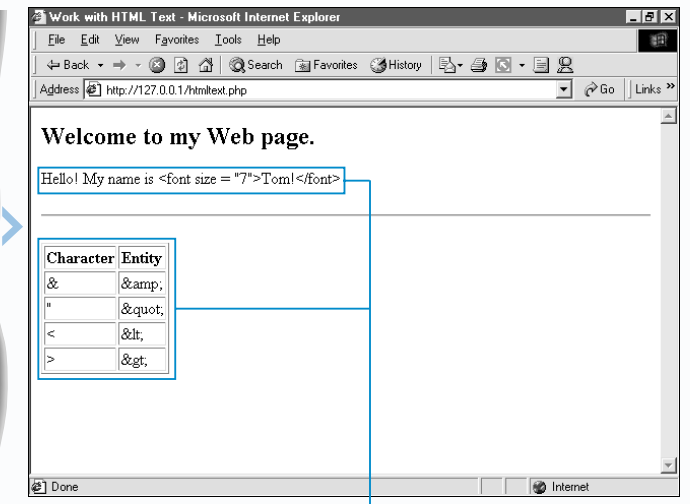 Work with HTML Text - Microsoft Internet Explorer
File Edit View Favorites Tools Help
Back Search Favorites History
Address http://127.0.0.1/htmltext.php Go Links »
Welcome to my Web page.
Hello! My name is <font size = "7">Tom!</font>
Character Entity
& &amp;
" &quot;
< &lt;
> &gt;
Done Internet